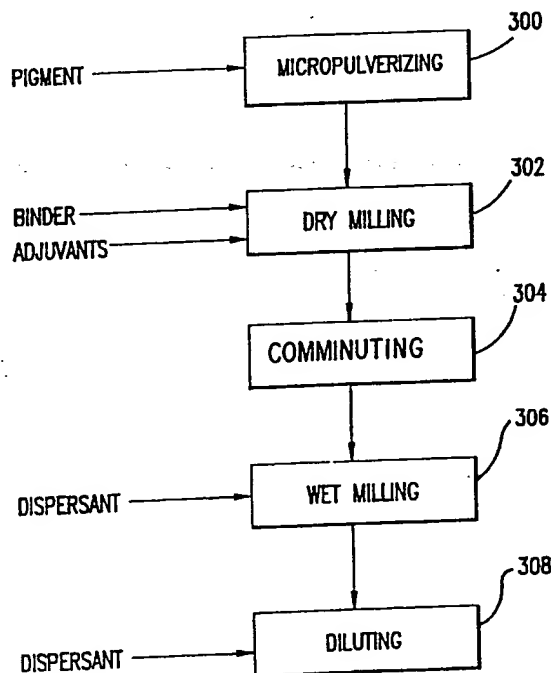 300
PIGMENT
MICROPULVERIZING
302
BINDER
ADJUVANTS
DRY MILLING
304
COMMINUTING
306
DISPERSANT
WET MILLING
308
DISPERSANT
DILUTING